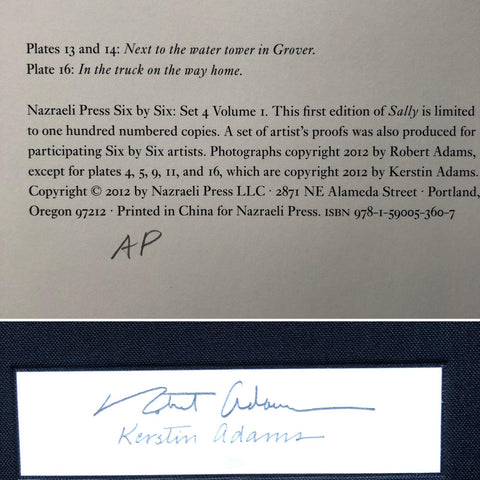 Plates 13 and 14: Next to the water tower in Grover.
Plate 16: In the truck on the way home.
Nazraeli Press Six by Six: Set 4 Volume 1. This first edition of Sally is limited
to one hundred numbered copies. A set of artist's proofs was also produced for
participating Six by Six artists. Photographs copyright 2012 by Robert Adams,
except for plates 4, 5, 9, 11, and 16, which are copyright 2012 by Kerstin Adams.
Copyright © 2012 by Nazraeli Press LLC · 2871 NE Alameda Street · Portland,
Oregon 97212 · Printed in China for Nazraeli Press. ISBN 978-1-59005-360-7
AP
Robert Adams
Kerstin Adams